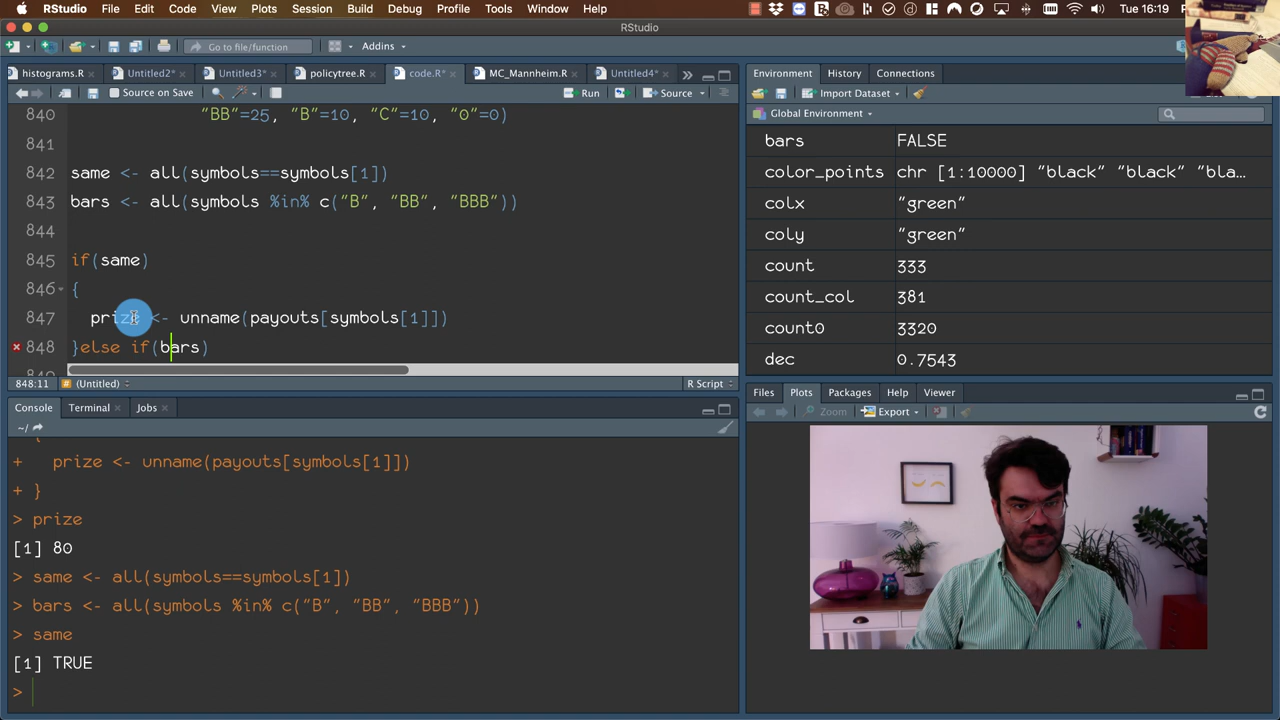 RStudio File Edit Code View Plots Session Build Debug Profile Tools Window Help Tue 16:19
RStudio
Go to file/function Addins
histograms.R Untitled2* Untitled3* policytree.R code.R* MC_Mannheim.R Untitled4*
Source on Save Run Source
840 "BB"=25, "B"=10, "C"=10, "0"=0)
841
842 same <- all(symbols==symbols[1])
843 bars <- all(symbols %in% c("B", "BB", "BBB"))
844
845 if(same)
846 {
847 prize <- unname(payouts[symbols[1]])
848 }else if(bars)
848:11 (Untitled) R Script
Console Terminal Jobs
~/
{
+ prize <- unname(payouts[symbols[1]])
+ }
> prize
[1] 80
> same <- all(symbols==symbols[1])
> bars <- all(symbols %in% c("B", "BB", "BBB"))
> same
[1] TRUE
>
Environment History Connections
Import Dataset
Global Environment
bars FALSE
color_points chr [1:10000] "black" "black" "bla...
colx "green"
coly "green"
count 333
count_col 381
count0 3320
dec 0.7543
Files Plots Packages Help Viewer
Zoom Export